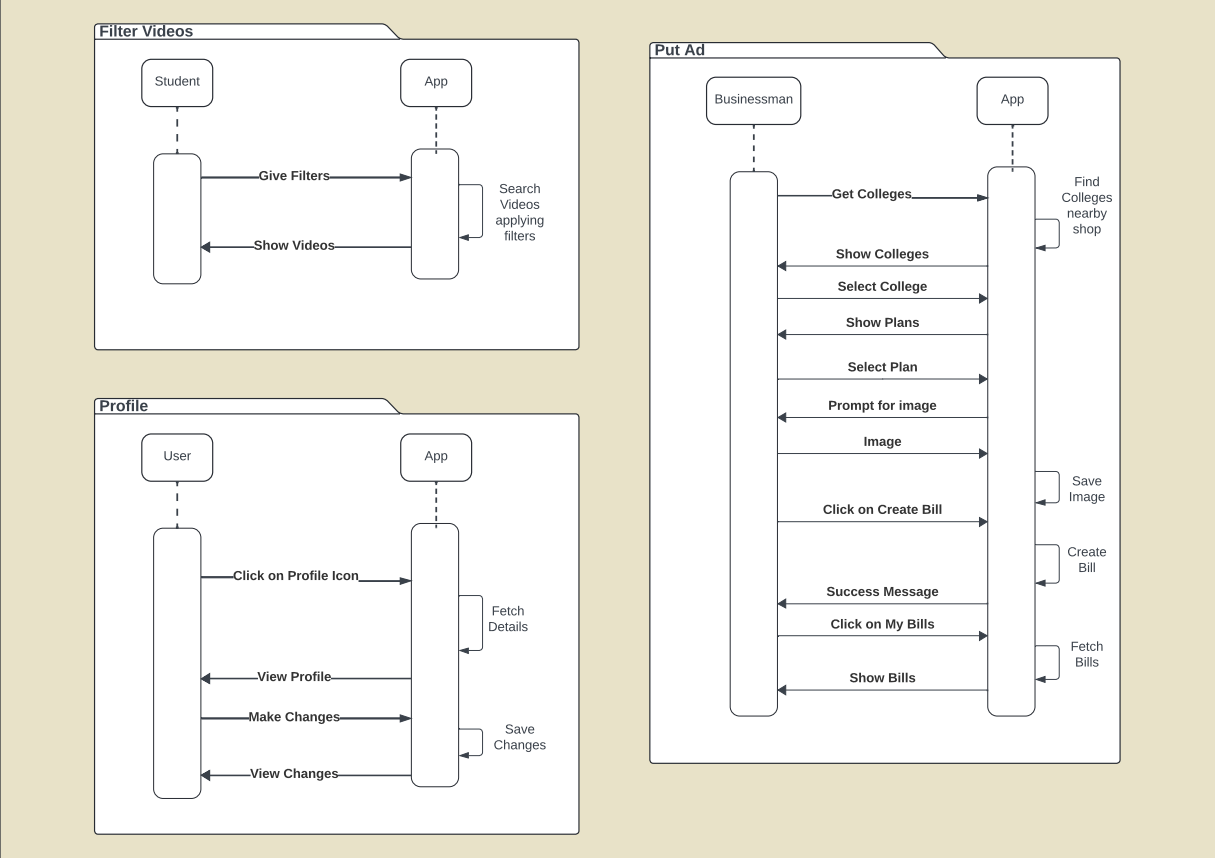 Filter Videos
Student
App
Give Filters
Search
Videos
applying
filters
Show Videos
Profile
User
App
Click on Profile Icon
Fetch
Details
View Profile
Make Changes
Save
Changes
View Changes
Put Ad
Businessman
App
Get Colleges
Find
Colleges
nearby
shop
Show Colleges
Select College
Show Plans
Select Plan
Prompt for image
Image
Save
Image
Click on Create Bill
Create
Bill
Success Message
Click on My Bills
Fetch
Bills
Show Bills